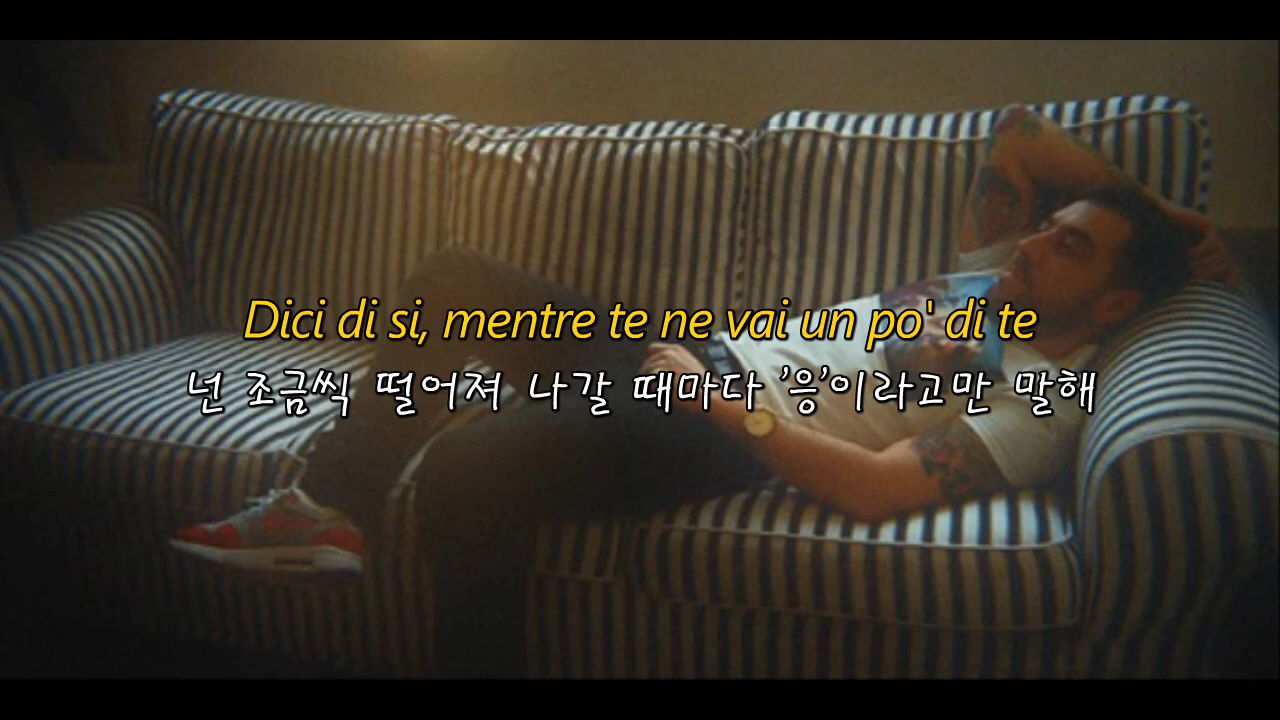 Dici di si, mentre te ne vai un po' di te
넌 조금씩 떨어져 나갈 때마다 ’응’이라고만 말해